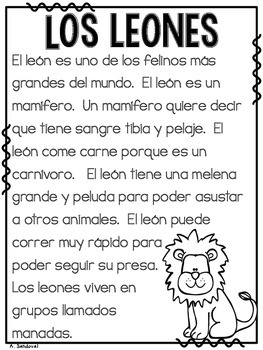 LOS LEONES
El león es uno de los felinos más
grandes del mundo. El león es un
mamífero. Un mamífero quiere decir
que tiene sangre tibia y pelaje. El
león come carne porque es un
carnívoro. El león tiene una melena
grande y peluda para poder asustar
a otros animales. El león puede
correr muy rápido para
poder seguir su presa.
Los leones viven en
grupos llamados
manadas.
A. Sandoval